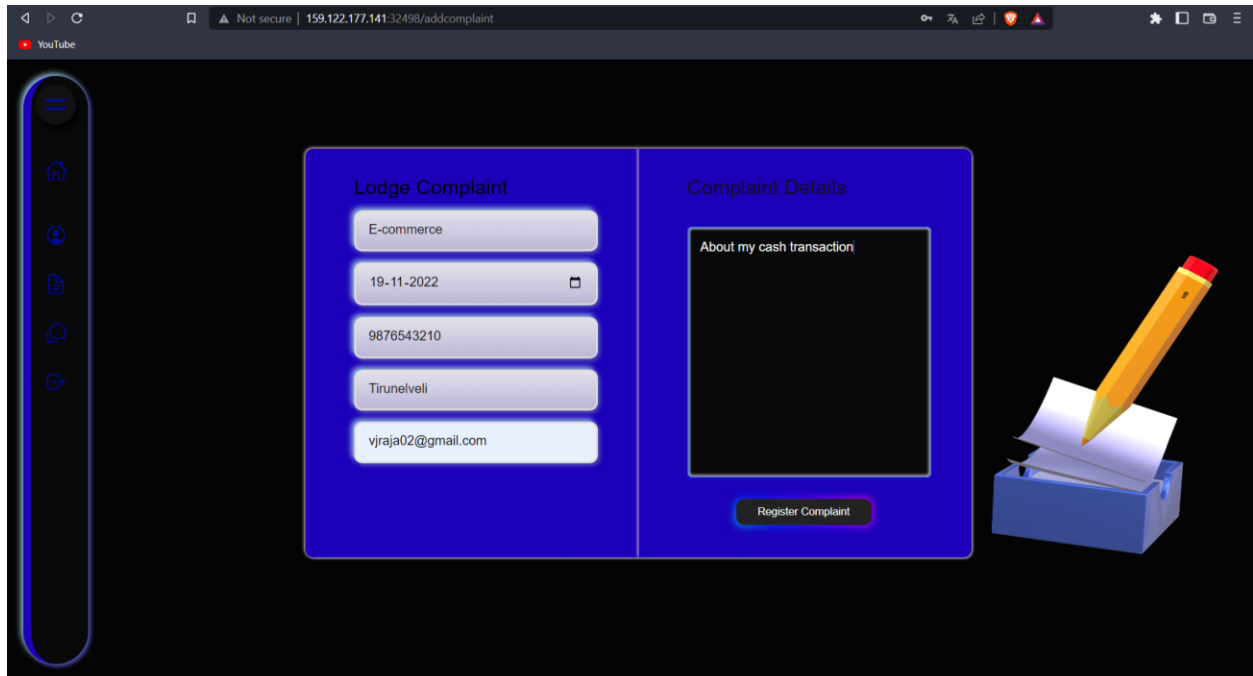 Not secure | 159.122.177.141:32498/addcomplaint
YouTube
Lodge Complaint
E-commerce
19-11-2022
9876543210
Tirunelveli
vjraja02@gmail.com
Complaint Details
About my cash transaction
Register Complaint